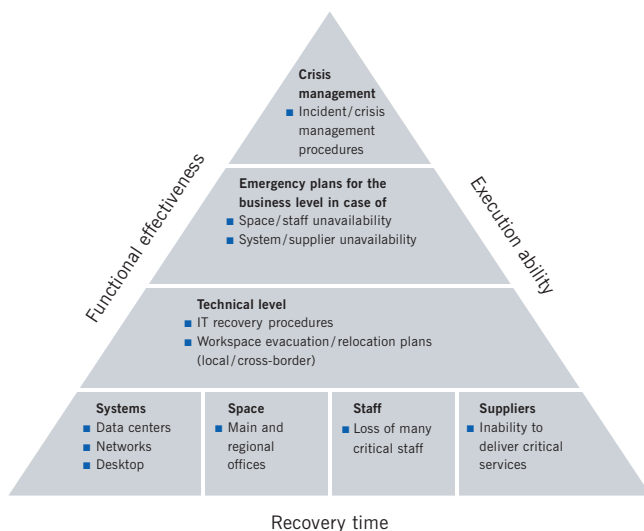 Crisis
management
■ Incident/crisis
management
procedures
Functional effectiveness
Execution ability
Emergency plans for the
business level in case of
■ Space/staff unavailability
■ System/supplier unavailability
Technical level
■ IT recovery procedures
■ Workspace evacuation/relocation plans
(local/cross-border)
Systems
■ Data centers
■ Networks
■ Desktop
Space
■ Main and
regional
offices
Staff
■ Loss of many
critical staff
Suppliers
■ Inability to
deliver critical
services
Recovery time